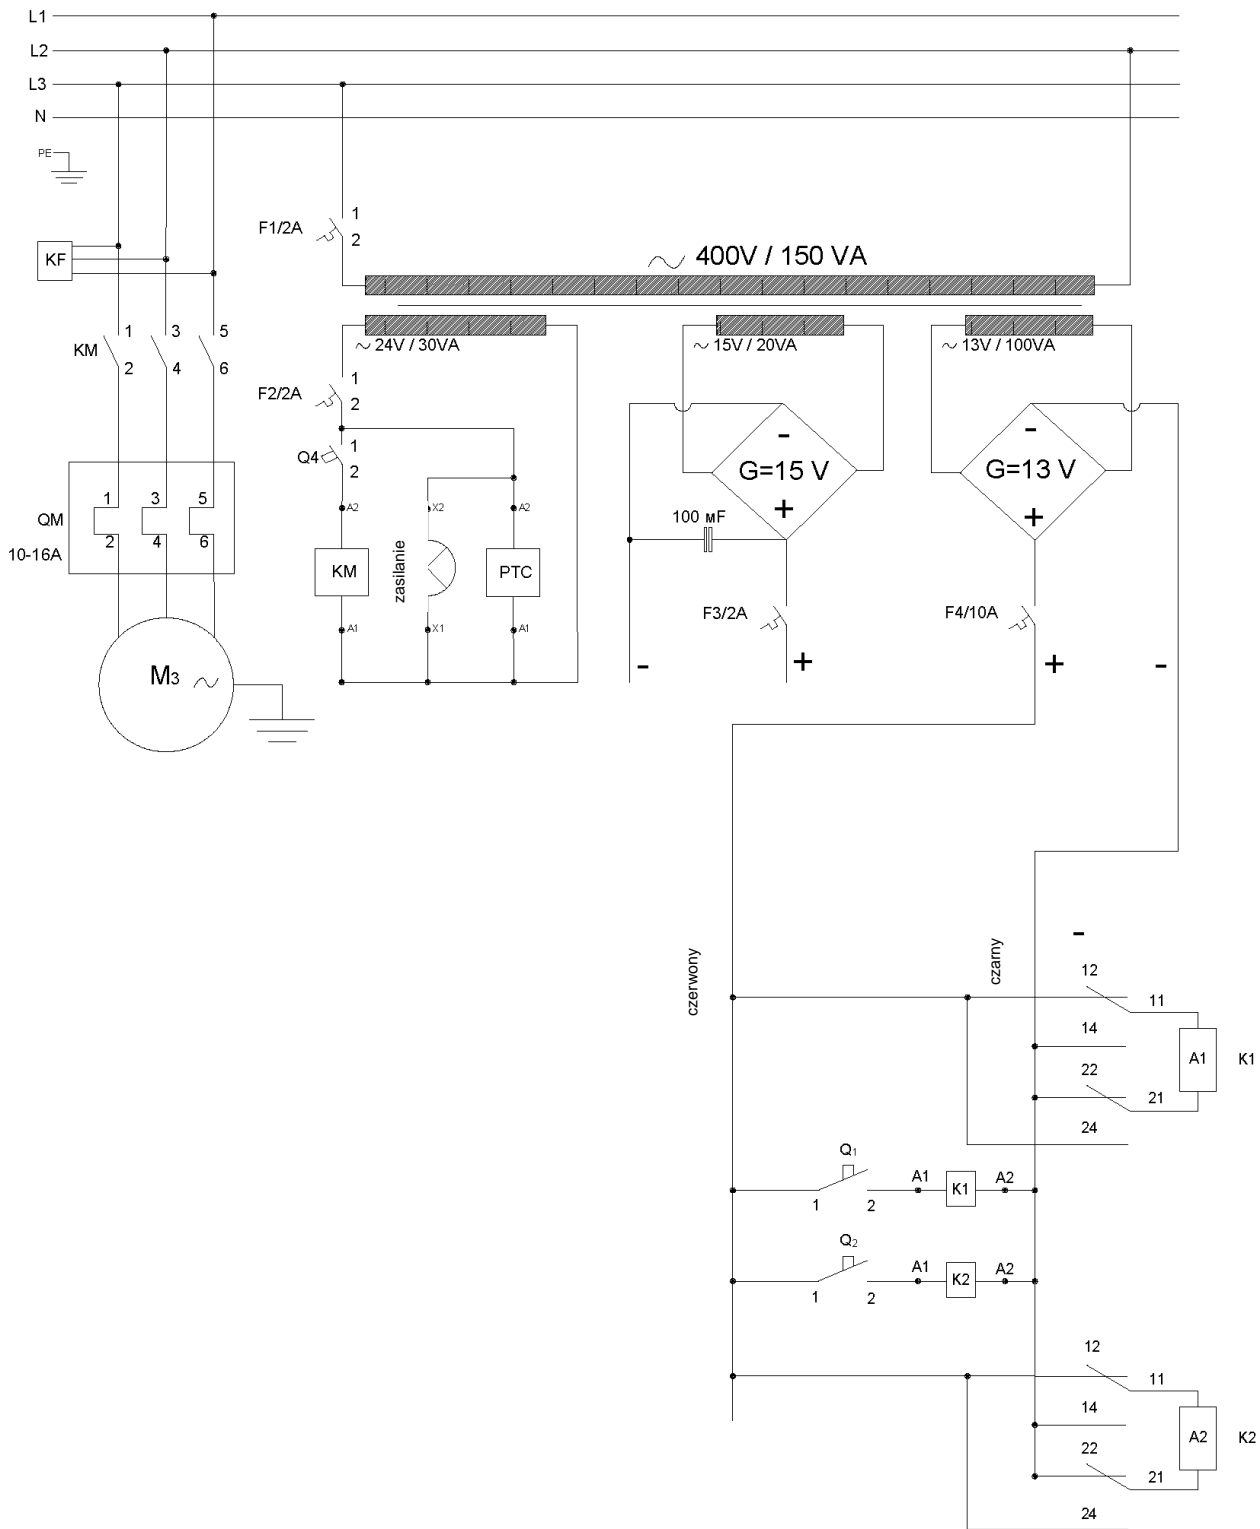 L1
L2
L3
N
PE
F1/2A
1
2
400V / 150 VA
KF
KM
1
2
3
4
5
6
24V / 30VA
15V / 20VA
13V / 100VA
F2/2A
1
2
Q4
1
2
- G=15 V +
- G=13 V +
QM
10-16A
1
2
3
4
5
6
A2
X2
A2
100 мF
KM
zasilanie
PTC
A1
X1
A1
F3/2A
F4/10A
M3
-
+
+
-
czerwony
czarny
-
12
11
14
A1
K1
22
21
24
Q1
1
2
A1
K1
A2
Q2
1
2
A1
K2
A2
12
11
14
A2
K2
22
21
24